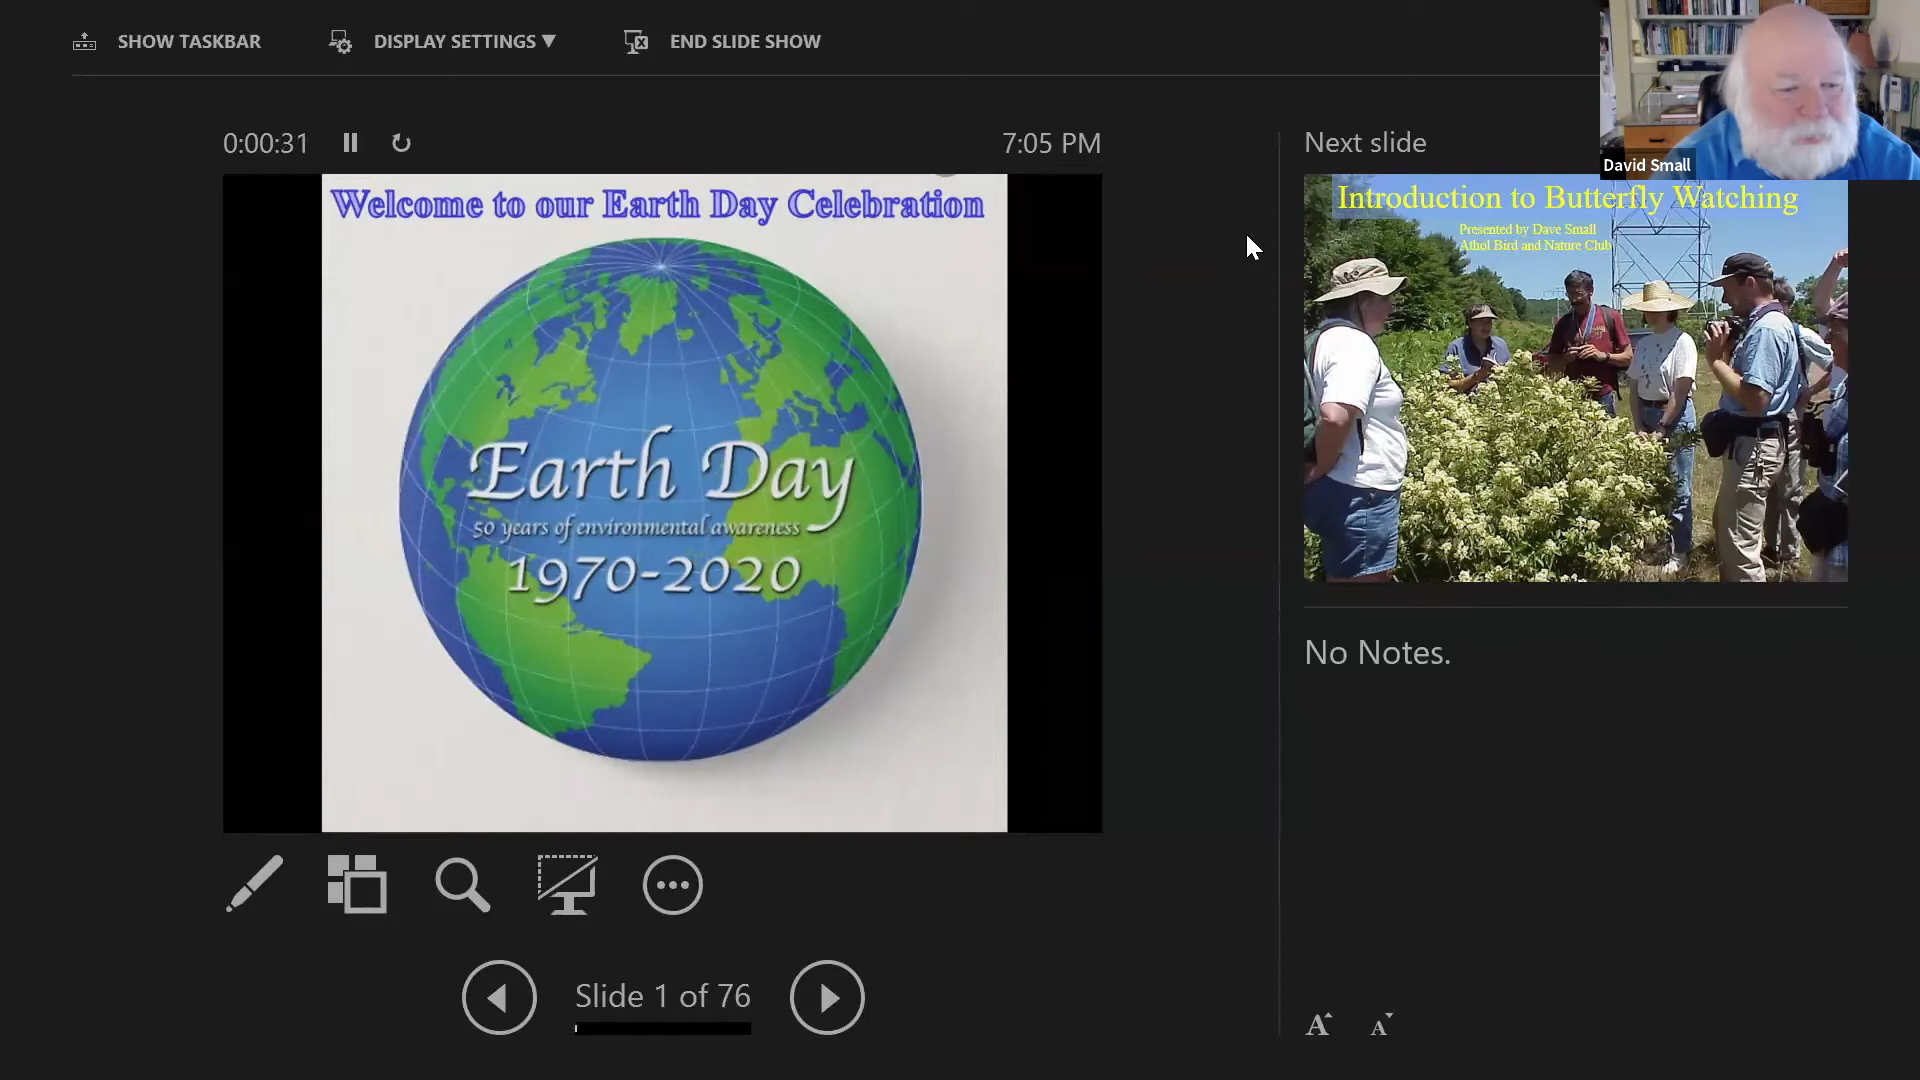 SHOW TASKBAR
DISPLAY SETTINGS ▼
END SLIDE SHOW
0:00:31
7:05 PM
Welcome to our Earth Day Celebration
Earth Day
50 years of environmental awareness
1970-2020
Slide 1 of 76
Next slide
David Small
Introduction to Butterfly Watching
Presented by Dave Small
Athol Bird and Nature Club
No Notes.
A A